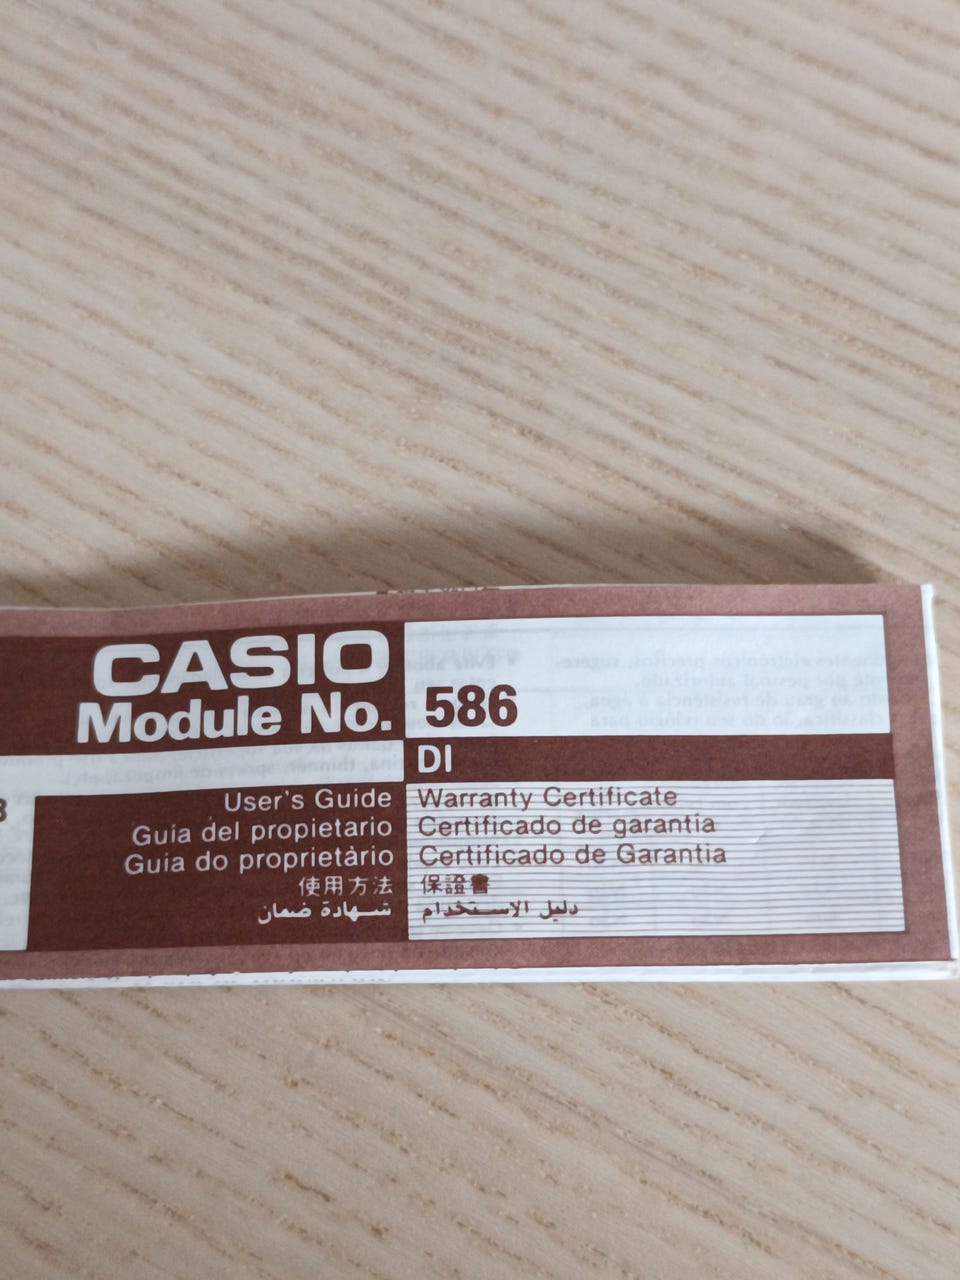 CASIO
Module No. 586
DI
User's Guide
Guía del propietario
Guia do proprietàrio
使用方法
شهادة ضمان
Warranty Certificate
Certificado de garantia
Certificado de Garantia
保證書
دليل الاستخدام